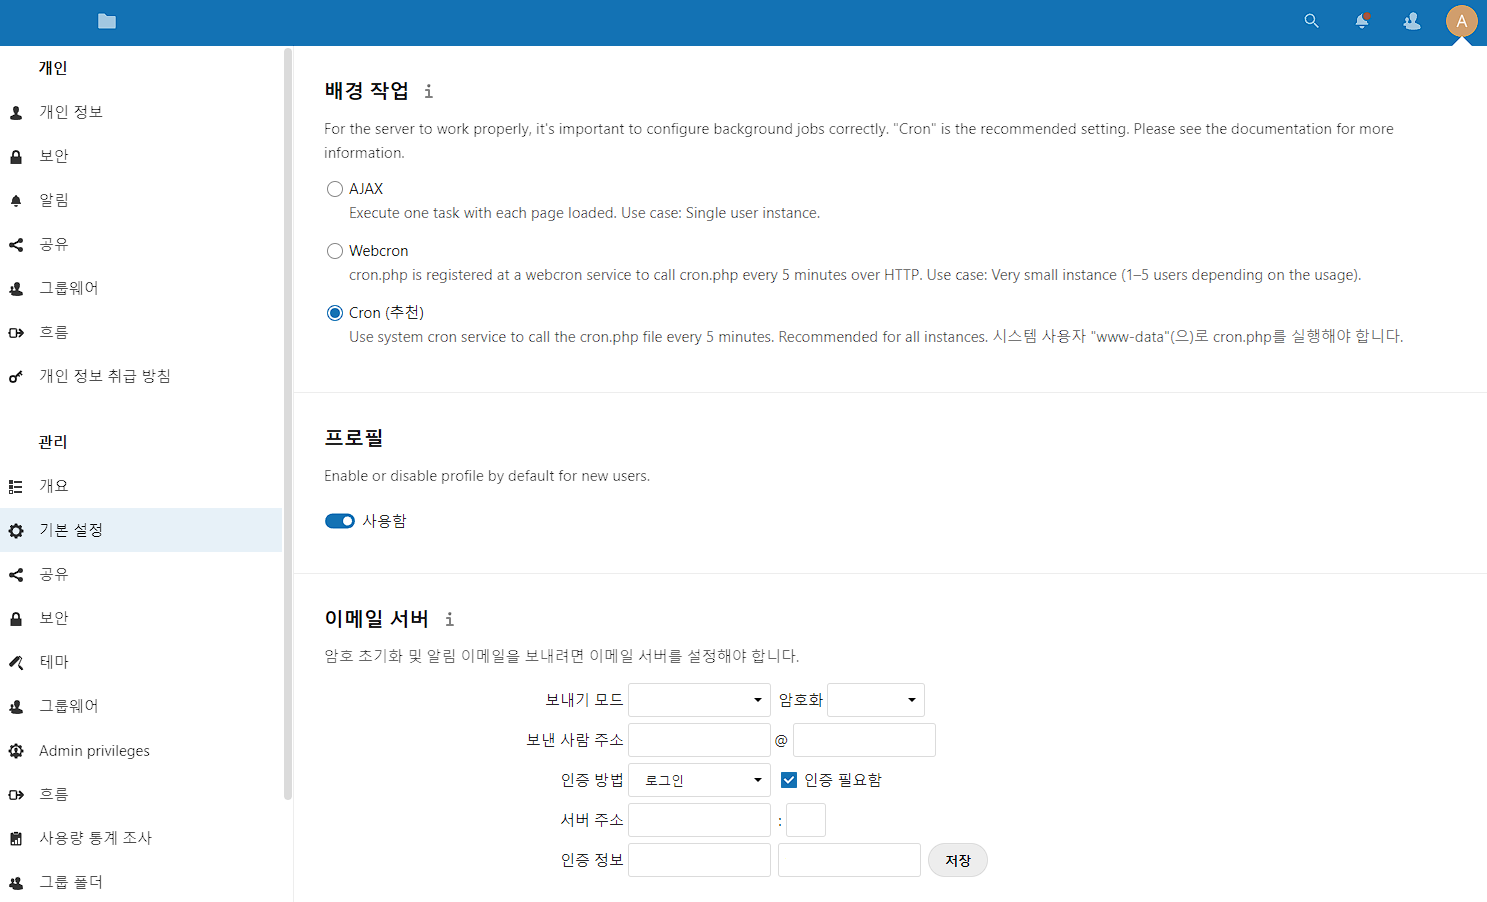 A
개인
개인 정보
보안
알림
공유
그룹웨어
흐름
개인 정보 취급 방침
관리
개요
기본 설정
공유
보안
테마
그룹웨어
Admin privileges
흐름
사용량 통계 조사
그룹 폴더
배경 작업 i
For the server to work properly, it's important to configure background jobs correctly. "Cron" is the recommended setting. Please see the documentation for more
information.
AJAX
Execute one task with each page loaded. Use case: Single user instance.
Webcron
cron.php is registered at a webcron service to call cron.php every 5 minutes over HTTP. Use case: Very small instance (1–5 users depending on the usage).
Cron (추천)
Use system cron service to call the cron.php file every 5 minutes. Recommended for all instances. 시스템 사용자 "www-data"(으)로 cron.php를 실행해야 합니다.
프로필
Enable or disable profile by default for new users.
사용함
이메일 서버 i
암호 초기화 및 알림 이메일을 보내려면 이메일 서버를 설정해야 합니다.
보내기 모드 암호화
보낸 사람 주소 @
인증 방법 로그인 인증 필요함
서버 주소 :
인증 정보 저장